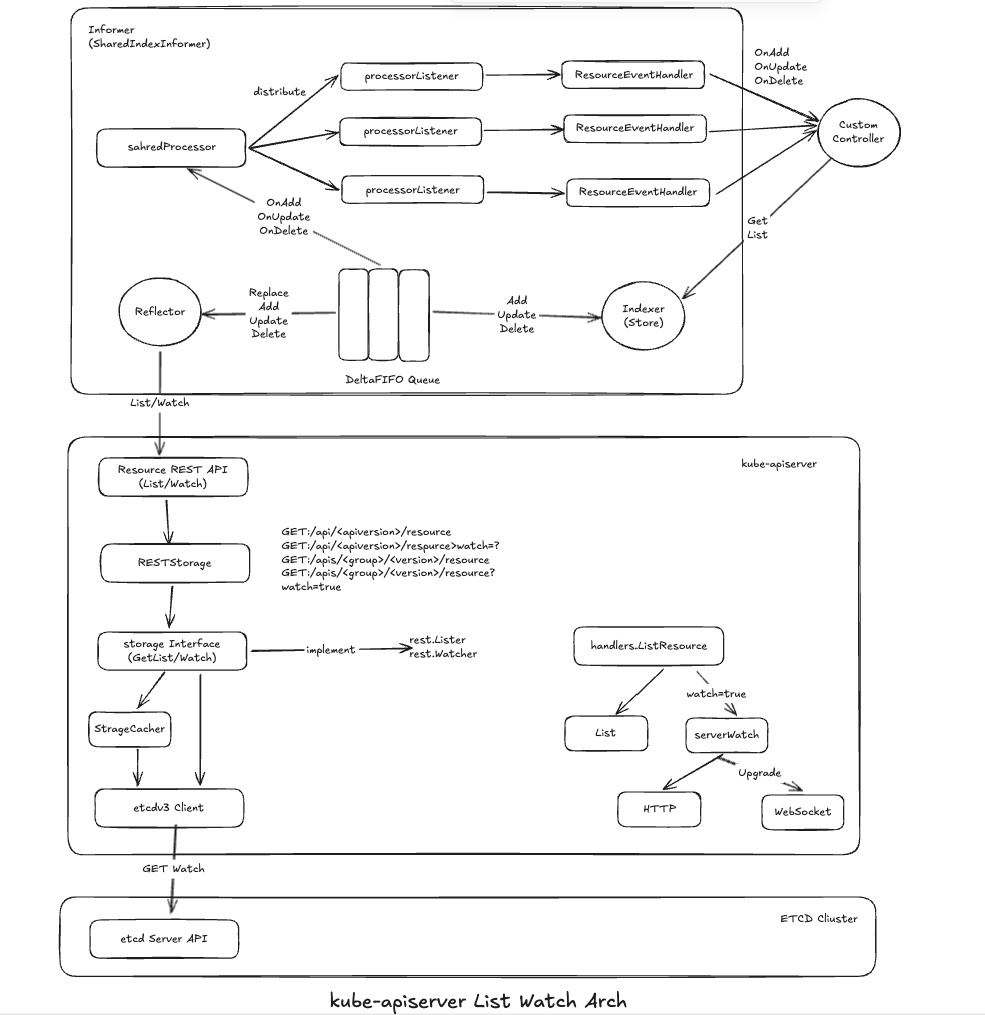 Informer
(SharedIndexInformer)
distribute
processorListener
ResourceEventHandler
OnAdd
OnUpdate
OnDelete
sahredProcessor
processorListener
ResourceEventHandler
Custom
Controller
processorListener
ResourceEventHandler
OnAdd
OnUpdate
OnDelete
Get
List
Reflector
Replace
Add
Update
Delete
Add
Update
Delete
Indexer
(Store)
DeltaFIFO Queue
List/Watch
kube-apiserver
Resource REST API
(List/Watch)
RESTStorage
GET:/api/<apiversion>/resource
GET:/api/<apiversion/respurce>watch=?
GET:/apis/<group>/<version>/resource
GET:/apis/<group>/<version>/resource?
watch=true
storage Interface
(GetList/Watch)
implement
rest.Lister
rest.Watcher
handlers.ListResource
watch=true
StrageCacher
List
serverWatch
Upgrade
etcdv3 Client
HTTP
WebSocket
GET Watch
ETCD Cliuster
etcd Server API
kube-apiserver List Watch Arch